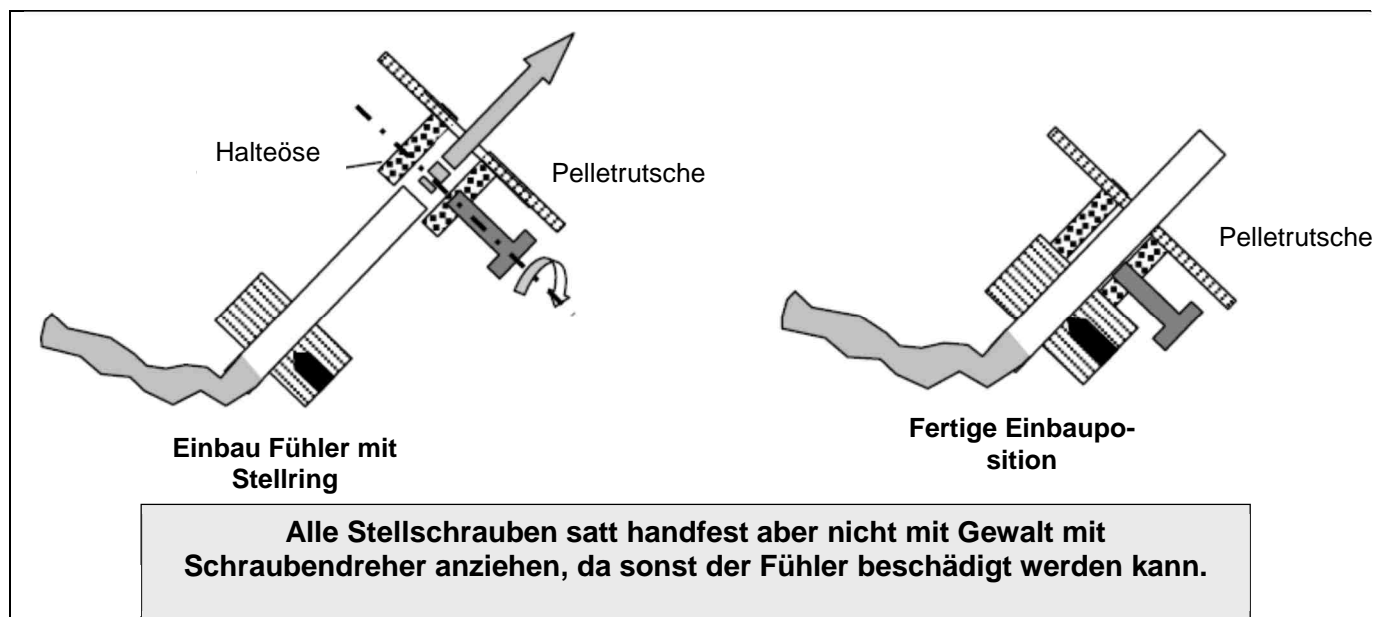 Halteöse
Pelletrutsche
Pelletrutsche
Einbau Fühler mit
Stellring
Fertige Einbaupo-
sition
Alle Stellschrauben satt handfest aber nicht mit Gewalt mit
Schraubendreher anziehen, da sonst der Fühler beschädigt werden kann.